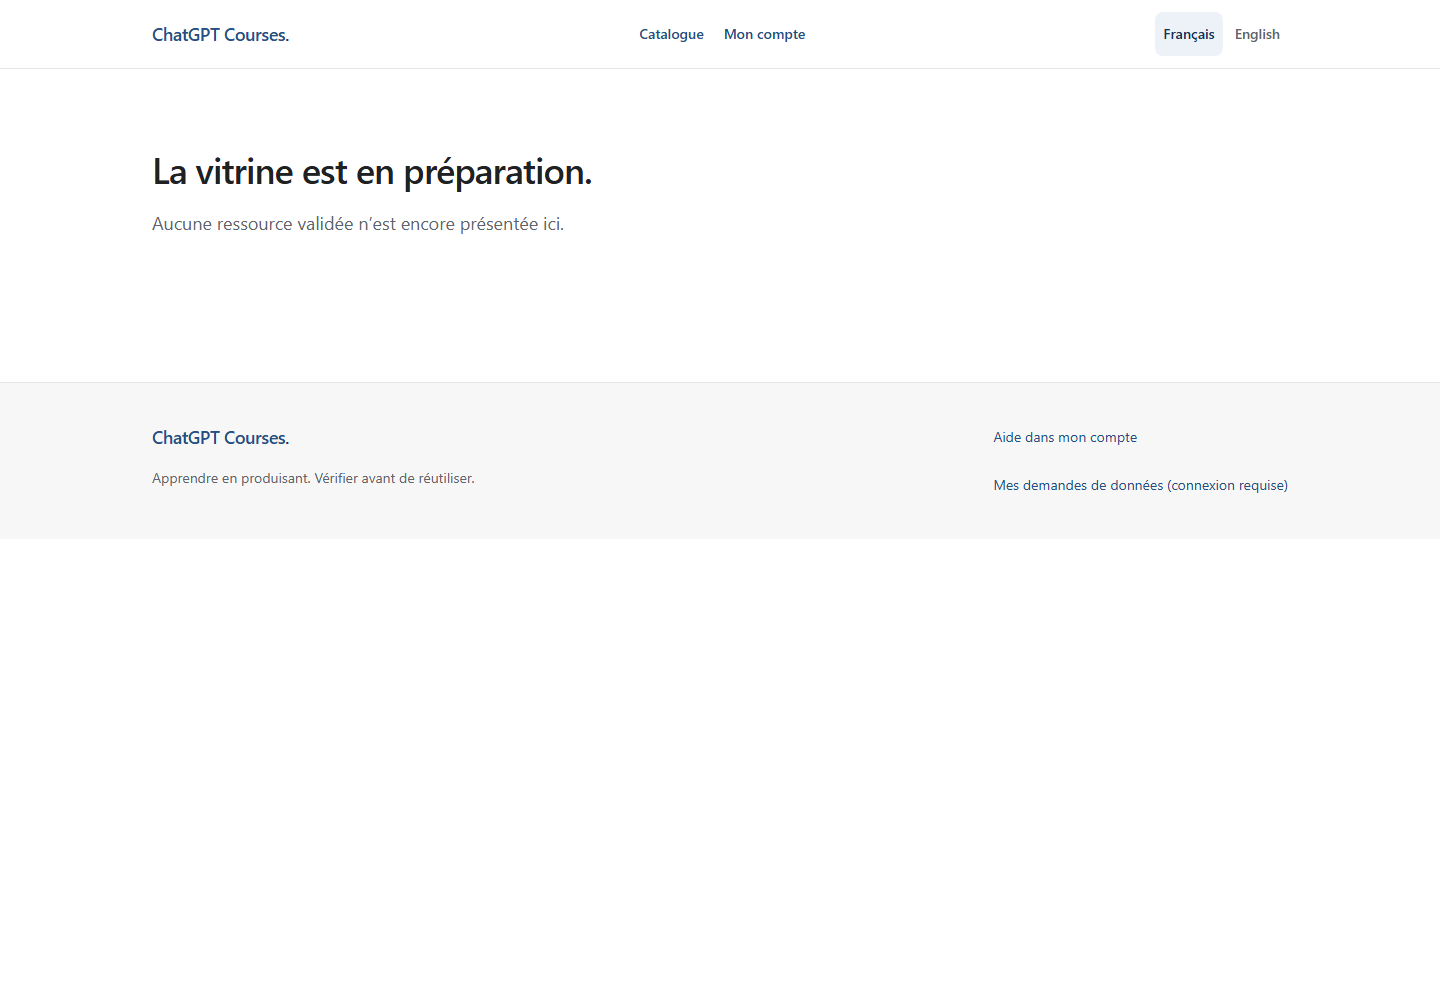 ChatGPT Courses.
Catalogue
Mon compte
Français
English
La vitrine est en préparation.
Aucune ressource validée n’est encore présentée ici.
ChatGPT Courses.
Apprendre en produisant. Vérifier avant de réutiliser.
Aide dans mon compte
Mes demandes de données (connexion requise)